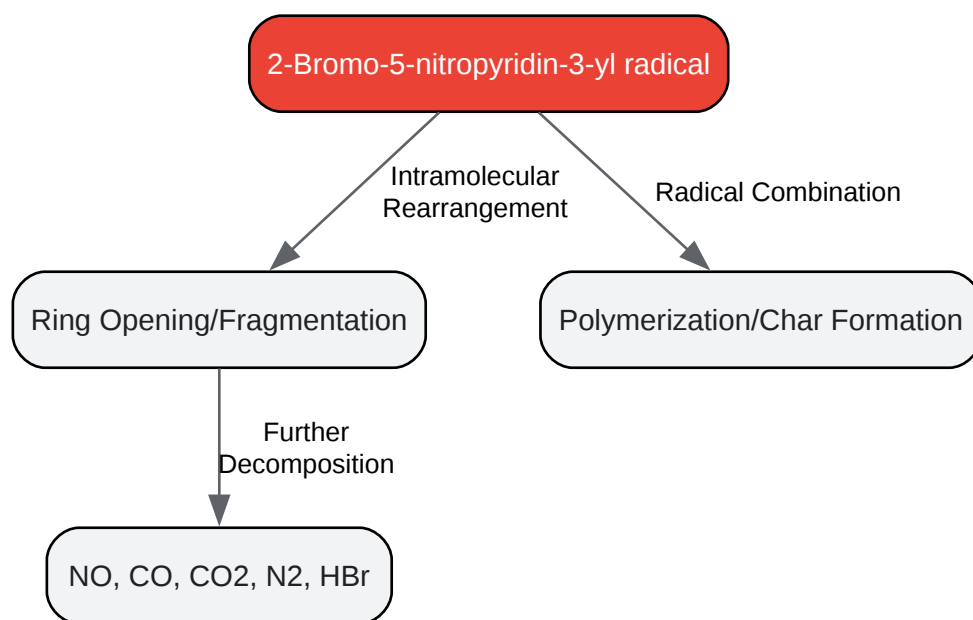 2-Bromo-5-nitropyridin-3-yl radical
Intramolecular
Rearrangement
Radical Combination
Ring Opening/Fragmentation
Polymerization/Char Formation
Further
Decomposition
NO, CO, CO2, N2, HBr